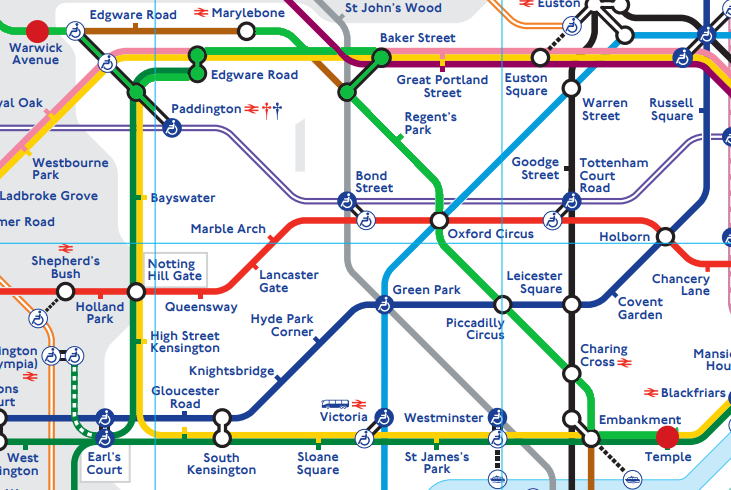 St John's Wood
Edgware Road
Marylebone
Euston
Warwick
Avenue
Baker Street
Edgware Road
Great Portland
Street
Euston
Square
yal Oak
Paddington
Regent's
Park
Warren
Street
Russell
Square
Westbourne
Park
Bond
Street
Goodge
Street
Tottenham
Court
Road
Ladbroke Grove
Bayswater
mer Road
Marble Arch
Oxford Circus
Holborn
Shepherd's
Bush
Notting
Hill Gate
Lancaster
Gate
Leicester
Square
Chancery
Lane
Holland
Park
Queensway
Green Park
Covent
Garden
Hyde Park
Corner
Piccadilly
Circus
High Street
Kensington
ington
ympia)
Charing
Cross
Mansio
Hou
Knightsbridge
ons
urt
Gloucester
Road
Blackfriars
Victoria
Westminster
Embankment
West
ington
Earl's
Court
South
Kensington
Sloane
Square
St James's
Park
Temple